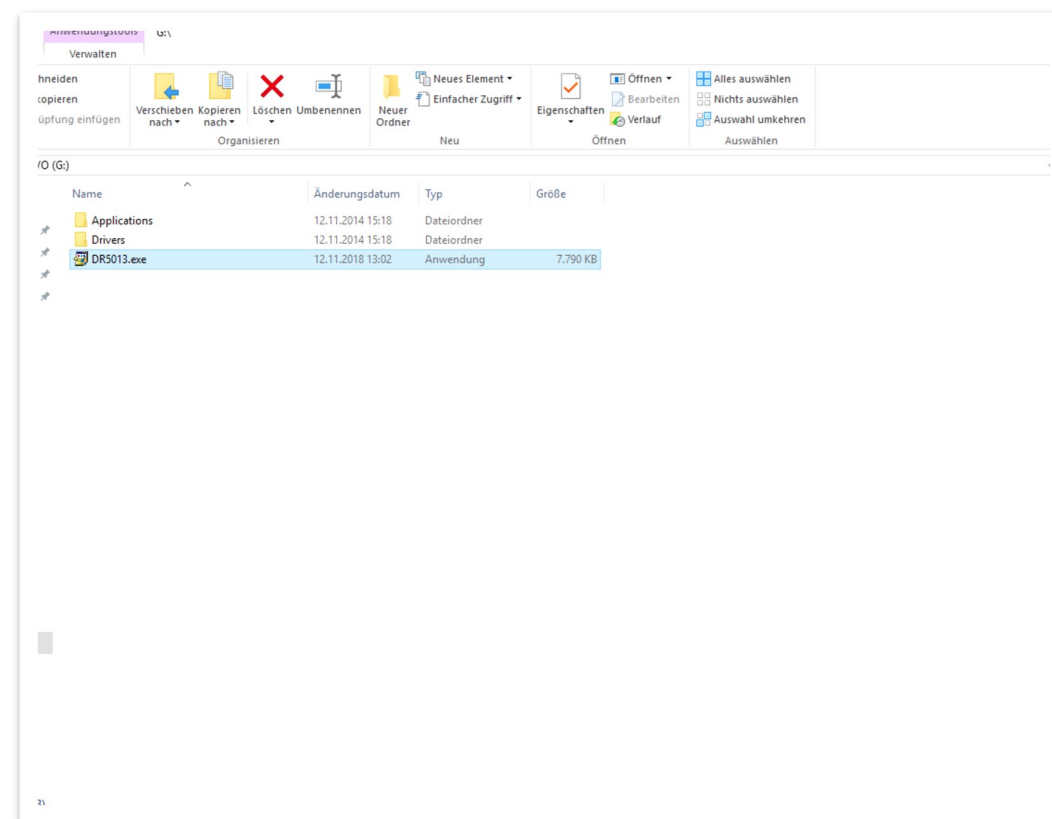 Anwendungstools G:\
Verwalten
hneiden
kopieren
üpfung einfügen
Verschieben nach
Kopieren nach
Löschen
Umbenennen
Organisieren
Neuer Ordner
Neues Element
Einfacher Zugriff
Neu
Eigenschaften
Öffnen
Bearbeiten
Verlauf
Öffnen
Alles auswählen
Nichts auswählen
Auswahl umkehren
Auswählen
VO (G:)
Name Änderungsdatum Typ Größe
Applications 12.11.2014 15:18 Dateiordner
Drivers 12.11.2014 15:18 Dateiordner
DR5013.exe 12.11.2018 13:02 Anwendung 7.790 KB